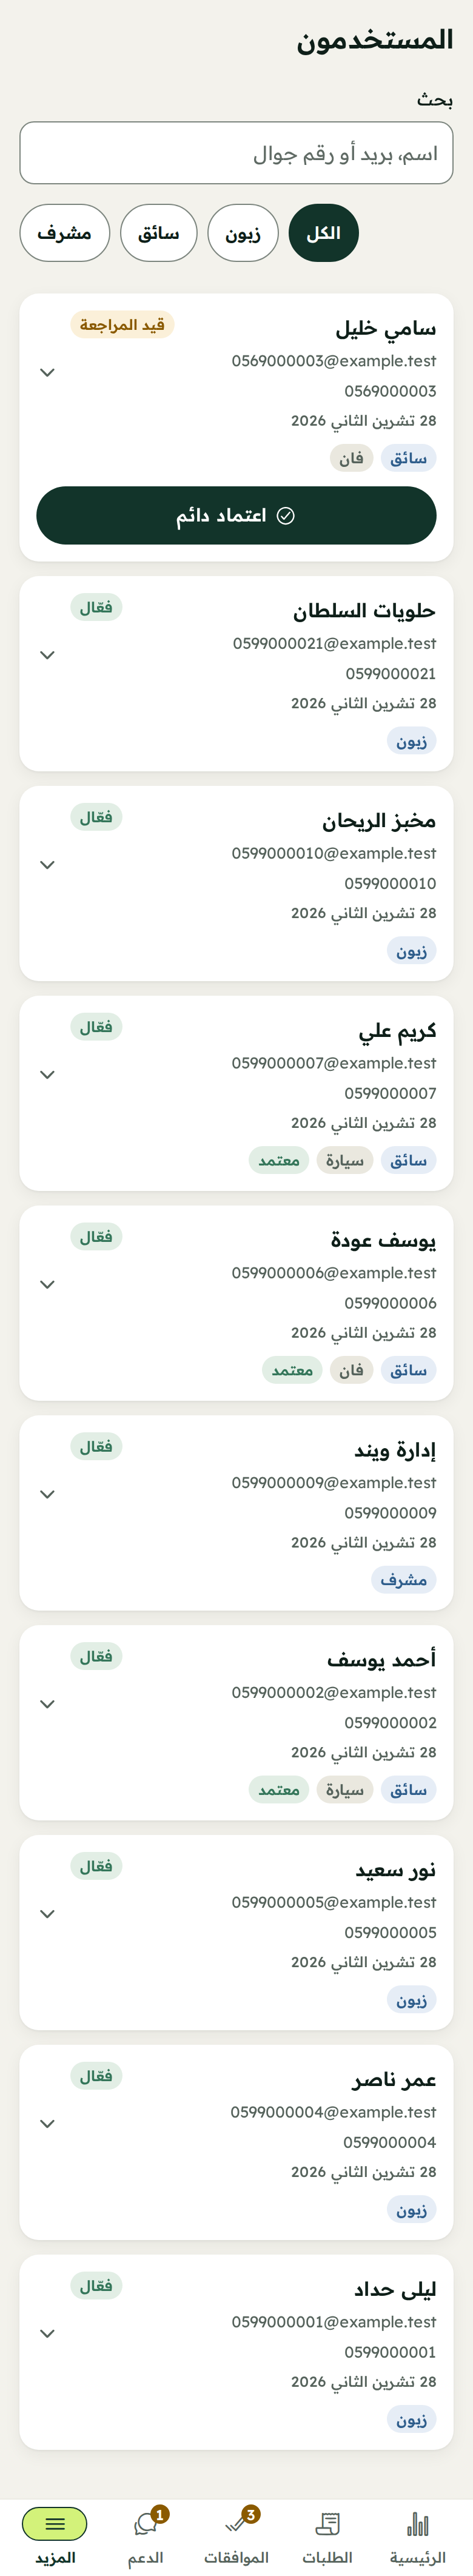 المستخدمون
بحث
اسم، بريد أو رقم جوال
الكل زبون سائق مشرف
سامي خليل قيد المراجعة
0569000003@example.test
0569000003
28 تشرين الثاني 2026
سائق فان
اعتماد دائم
حلويات السلطان فعّال
0599000021@example.test
0599000021
28 تشرين الثاني 2026
زبون
مخبز الريحان فعّال
0599000010@example.test
0599000010
28 تشرين الثاني 2026
زبون
كريم علي فعّال
0599000007@example.test
0599000007
28 تشرين الثاني 2026
سائق سيارة معتمد
يوسف عودة فعّال
0599000006@example.test
0599000006
28 تشرين الثاني 2026
سائق فان معتمد
إدارة ويند فعّال
0599000009@example.test
0599000009
28 تشرين الثاني 2026
مشرف
أحمد يوسف فعّال
0599000002@example.test
0599000002
28 تشرين الثاني 2026
سائق سيارة معتمد
نور سعيد فعّال
0599000005@example.test
0599000005
28 تشرين الثاني 2026
زبون
عمر ناصر فعّال
0599000004@example.test
0599000004
28 تشرين الثاني 2026
زبون
ليلى حداد فعّال
0599000001@example.test
0599000001
28 تشرين الثاني 2026
زبون
3 1
الرئيسية الطلبات الموافقات الدعم المزيد